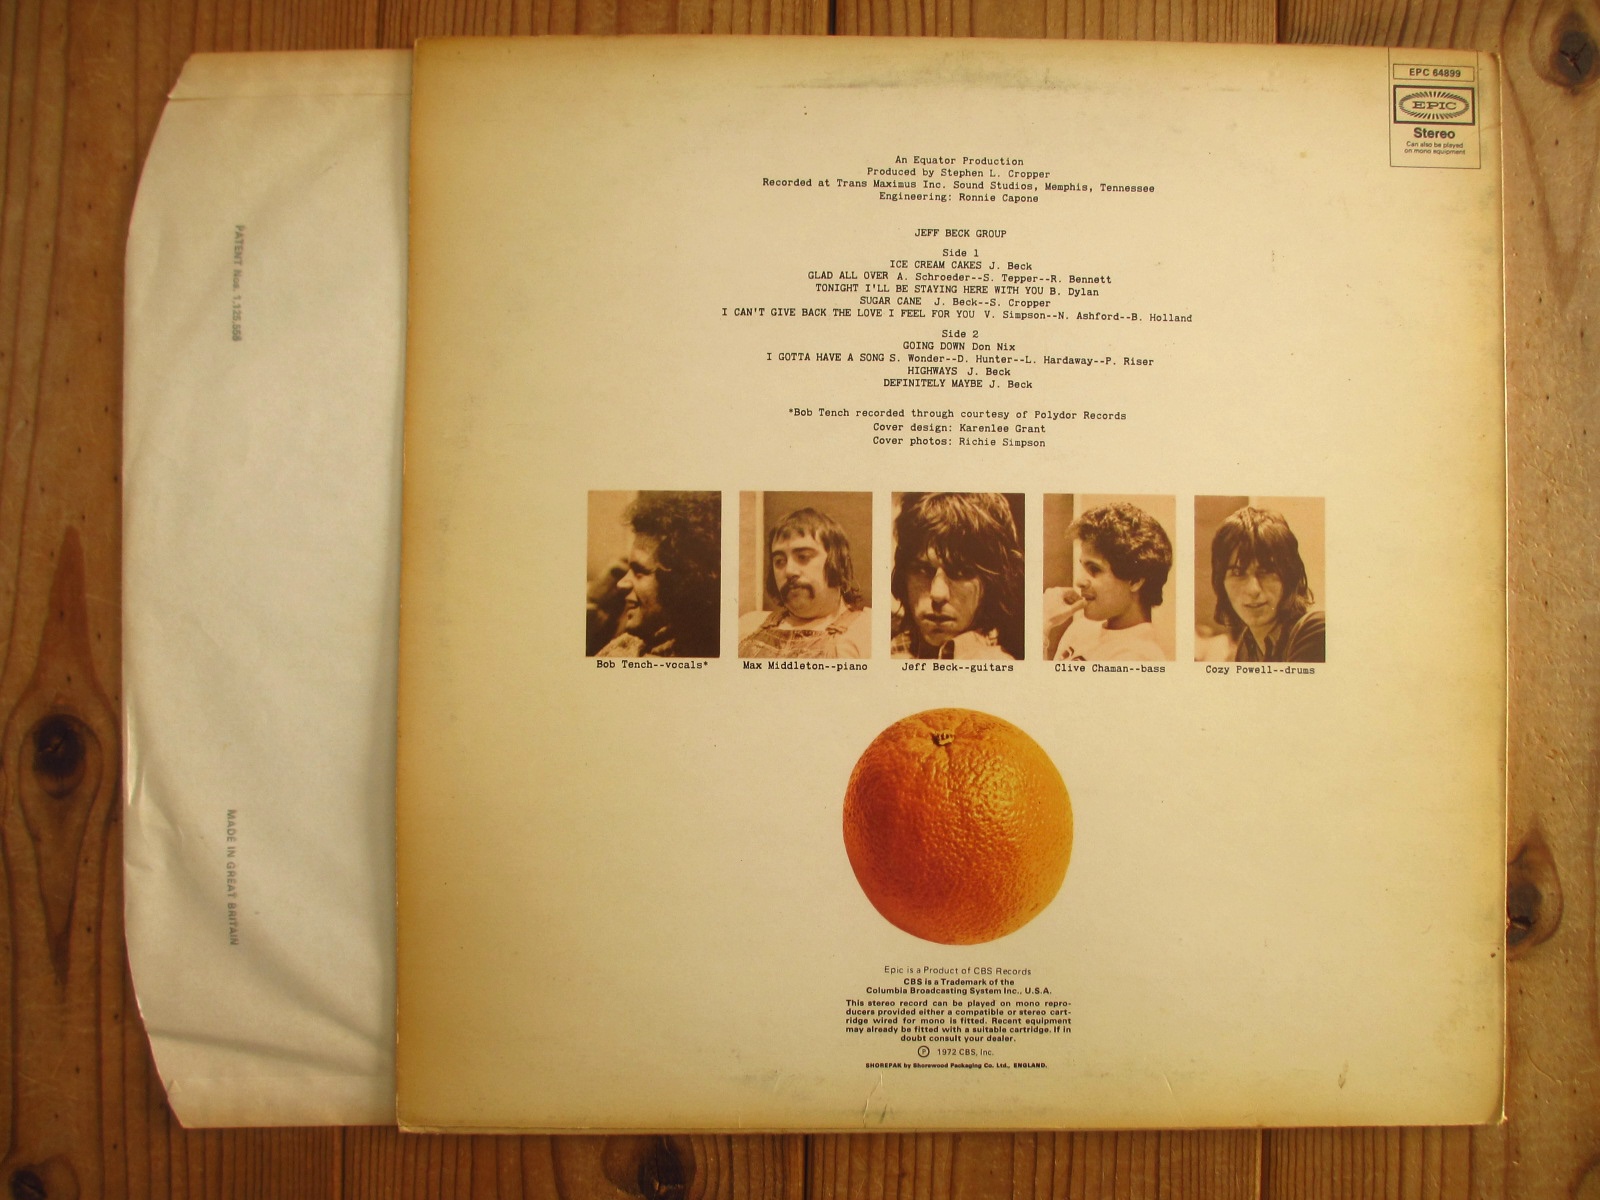 EPC 64899
EPIC
Stereo
Can also be played
on mono equipment
An Equator Production
Produced by Stephen L. Cropper
Recorded at Trans Maximus Inc. Sound Studios, Memphis, Tennessee
Engineering: Ronnie Capone
JEFF BECK GROUP
Side 1
ICE CREAM CAKES J. Beck
GLAD ALL OVER A. Schroeder--S. Tepper--R. Bennett
TONIGHT I'LL BE STAYING HERE WITH YOU B. Dylan
SUGAR CANE J. Beck--S. Cropper
I CAN'T GIVE BACK THE LOVE I FEEL FOR YOU V. Simpson--N. Ashford--B. Holland
Side 2
GOING DOWN Don Nix
I GOTTA HAVE A SONG S. Wonder--D. Hunter--L. Hardaway--P. Riser
HIGHWAYS J. Beck
DEFINITELY MAYBE J. Beck
*Bob Tench recorded through courtesy of Polydor Records
Cover design: Karenlee Grant
Cover photos: Richie Simpson
Bob Tench--vocals*
Max Middleton--piano
Jeff Beck--guitars
Clive Chaman--bass
Cozy Powell--drums
Epic is a Product of CBS Records
CBS is a Trademark of the
Columbia Broadcasting System Inc., U.S.A.
This stereo record can be played on mono repro-
ducers provided either a compatible or stereo cart-
ridge wired for mono is fitted. Recent equipment
may already be fitted with a suitable cartridge. If in
doubt consult your dealer.
Ⓟ 1972 CBS, Inc.
SHOREPAK by Shorewood Packaging Co. Ltd., ENGLAND.
PATENT Nos.
MADE IN GREAT BRITAIN